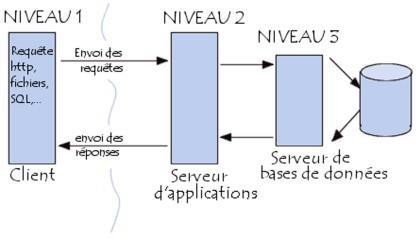 NIVEAU 1
NIVEAU 2
NIVEAU 3
Requête
http,
fichiers,
SQL,...
Envoi des
requêtes
envoi des
réponses
Client
Serveur
d'applications
Serveur de
bases de données